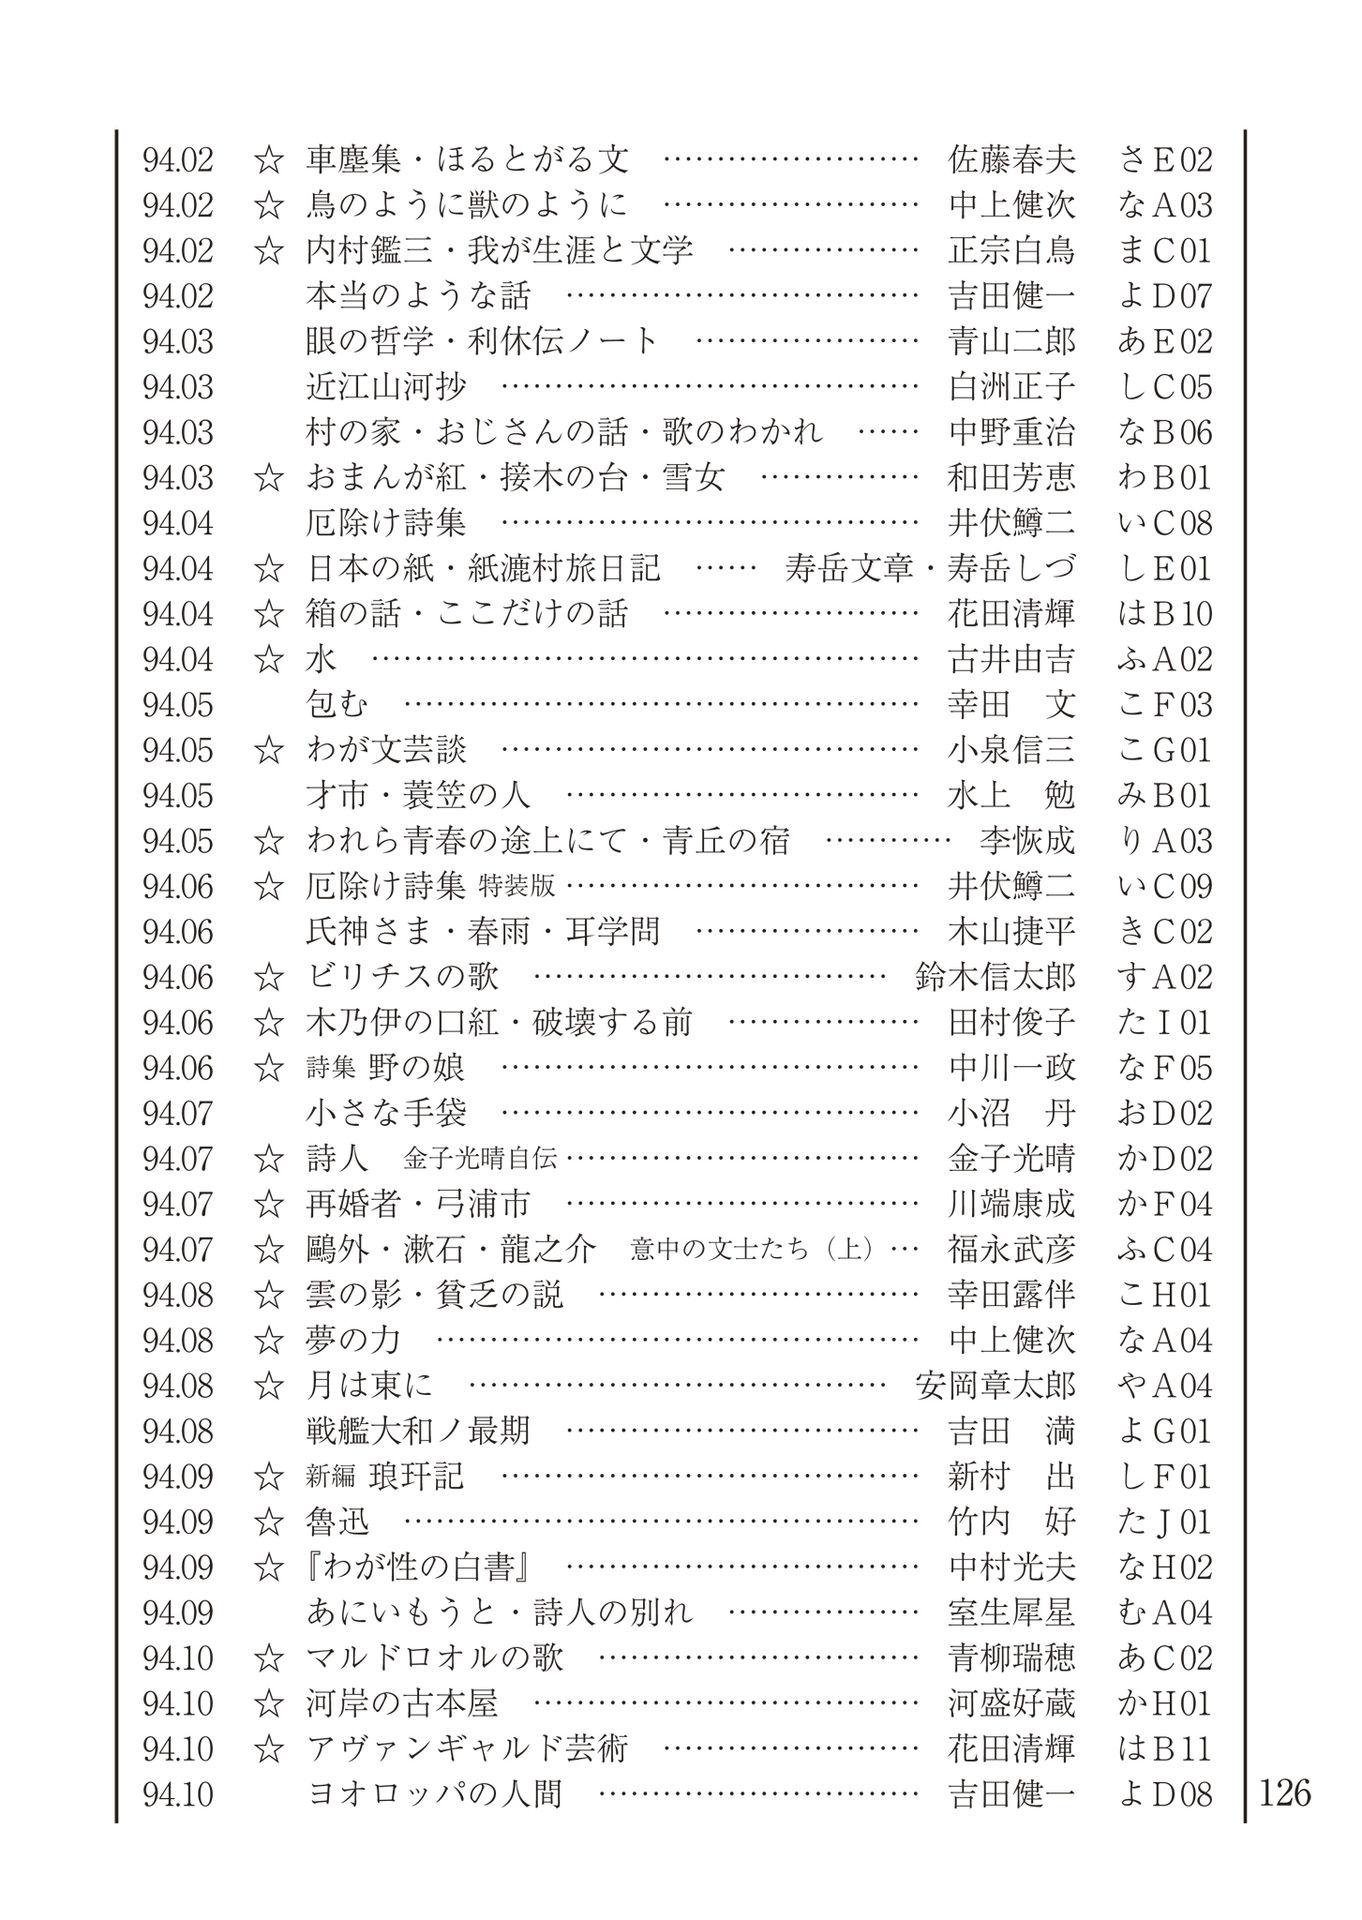 94.02 ☆ 車塵集・ほるとがる文 …………………… 佐藤春夫 さE02
94.02 ☆ 鳥のように獣のように …………………… 中上健次 なA03
94.02 ☆ 内村鑑三・我が生涯と文学 ……………… 正宗白鳥 まC01
94.02 本当のような話 …………………………… 吉田健一 よD07
94.03 眼の哲学・利休伝ノート ………………… 青山二郎 あE02
94.03 近江山河抄 ………………………………… 白洲正子 しC05
94.03 村の家・おじさんの話・歌のわかれ …… 中野重治 なB06
94.03 ☆ おまんが紅・接木の台・雪女 …………… 和田芳恵 わB01
94.04 厄除け詩集 ………………………………… 井伏鱒二 いC08
94.04 ☆ 日本の紙・紙漉村旅日記 …… 寿岳文章・寿岳しづ しE01
94.04 ☆ 箱の話・ここだけの話 …………………… 花田清輝 はB10
94.04 ☆ 水 …………………………………………… 古井由吉 ふA02
94.05 包む ………………………………………… 幸田　文 こF03
94.05 ☆ わが文芸談 ………………………………… 小泉信三 こG01
94.05 才市・蓑笠の人 …………………………… 水上　勉 みB01
94.05 ☆ われら青春の途上にて・青丘の宿 ………… 李恢成 りA03
94.06 ☆ 厄除け詩集 特装版 …………………………… 井伏鱒二 いC09
94.06 氏神さま・春雨・耳学問 ………………… 木山捷平 きC02
94.06 ☆ ビリチスの歌 …………………………… 鈴木信太郎 すA02
94.06 ☆ 木乃伊の口紅・破壊する前 ……………… 田村俊子 たI01
94.06 ☆ 詩集 野の娘 ………………………………… 中川一政 なF05
94.07 小さな手袋 ………………………………… 小沼　丹 おD02
94.07 ☆ 詩人　金子光晴自伝 …………………………… 金子光晴 かD02
94.07 ☆ 再婚者・弓浦市 …………………………… 川端康成 かF04
94.07 ☆ 鷗外・漱石・龍之介　意中の文士たち（上） … 福永武彦 ふC04
94.08 ☆ 雲の影・貧乏の説 ………………………… 幸田露伴 こH01
94.08 ☆ 夢の力 ……………………………………… 中上健次 なA04
94.08 ☆ 月は東に ………………………………… 安岡章太郎 やA04
94.08 戦艦大和ノ最期 …………………………… 吉田　満 よG01
94.09 ☆ 新編 琅玕記 ………………………………… 新村　出 しF01
94.09 ☆ 魯迅 ………………………………………… 竹内　好 たJ01
94.09 ☆ 『わが性の白書』 …………………………… 中村光夫 なH02
94.09 あにいもうと・詩人の別れ ……………… 室生犀星 むA04
94.10 ☆ マルドロオルの歌 ………………………… 青柳瑞穂 あC02
94.10 ☆ 河岸の古本屋 ……………………………… 河盛好蔵 かH01
94.10 ☆ アヴァンギャルド芸術 …………………… 花田清輝 はB11
94.10 ヨオロッパの人間 ………………………… 吉田健一 よD08
126